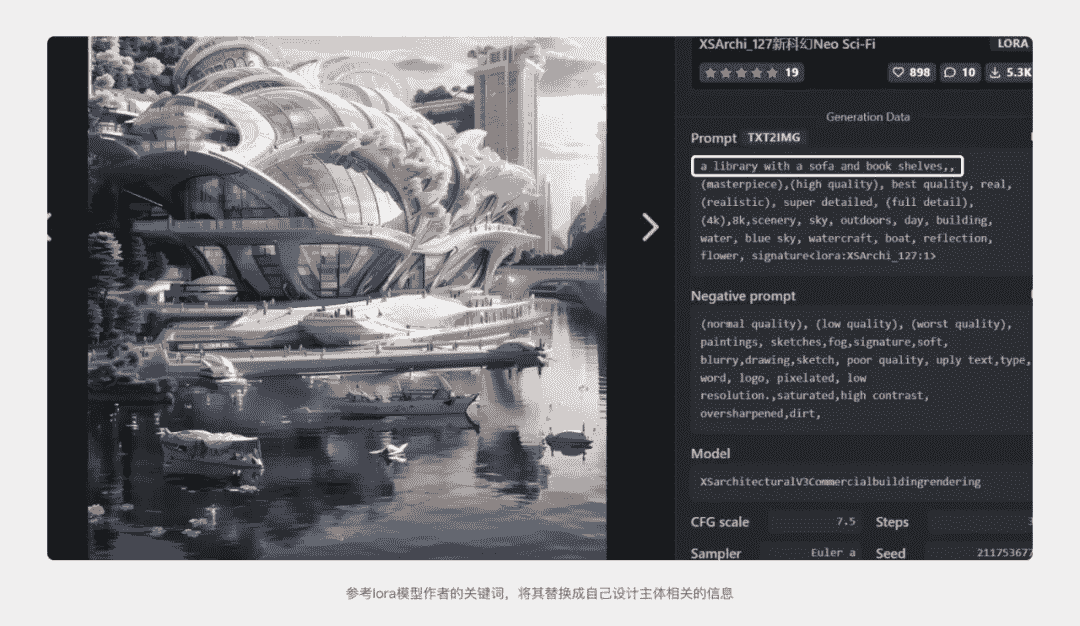 XSArchi_127新科幻Neo Sci-Fi
LORA
19
898
10
5.3K
Generation Data
Prompt TXT2IMG
a library with a sofa and book shelves,,
(masterpiece),(high quality), best quality, real,
(realistic), super detailed, (full detail),
(4k),8k,scenery, sky, outdoors, day, building,
water, blue sky, watercraft, boat, reflection,
flower, signature<lora:XSArchi_127:1>
Negative prompt
(normal quality), (low quality), (worst quality),
paintings, sketches,fog,signature,soft,
blurry,drawing,sketch, poor quality, uply text,type,
word, logo, pixelated, low
resolution.,saturated,high contrast,
oversharpened,dirt,
Model
XSarchitecturalV3Commercialbuildingrendering
CFG scale 7.5 Steps
Sampler Euler a Seed 211753677
参考lora模型作者的关键词，将其替换成自己设计主体相关的信息